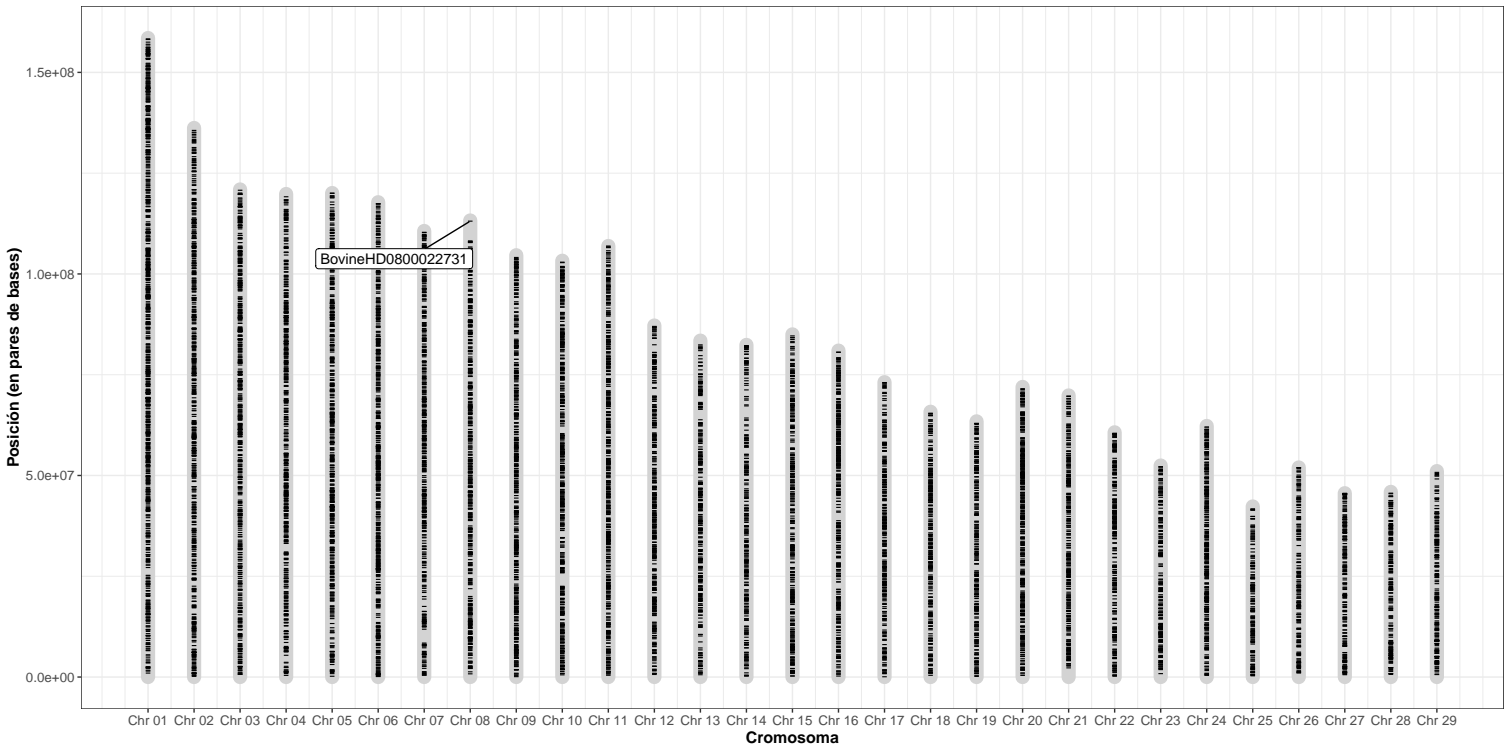 1.5e+08
1.0e+08
5.0e+07
0.0e+00
Posición (en pares de bases)
BovineHD0800022731
Chr 01 Chr 02 Chr 03 Chr 04 Chr 05 Chr 06 Chr 07 Chr 08 Chr 09 Chr 10 Chr 11 Chr 12 Chr 13 Chr 14 Chr 15 Chr 16 Chr 17 Chr 18 Chr 19 Chr 20 Chr 21 Chr 22 Chr 23 Chr 24 Chr 25 Chr 26 Chr 27 Chr 28 Chr 29
Cromosoma